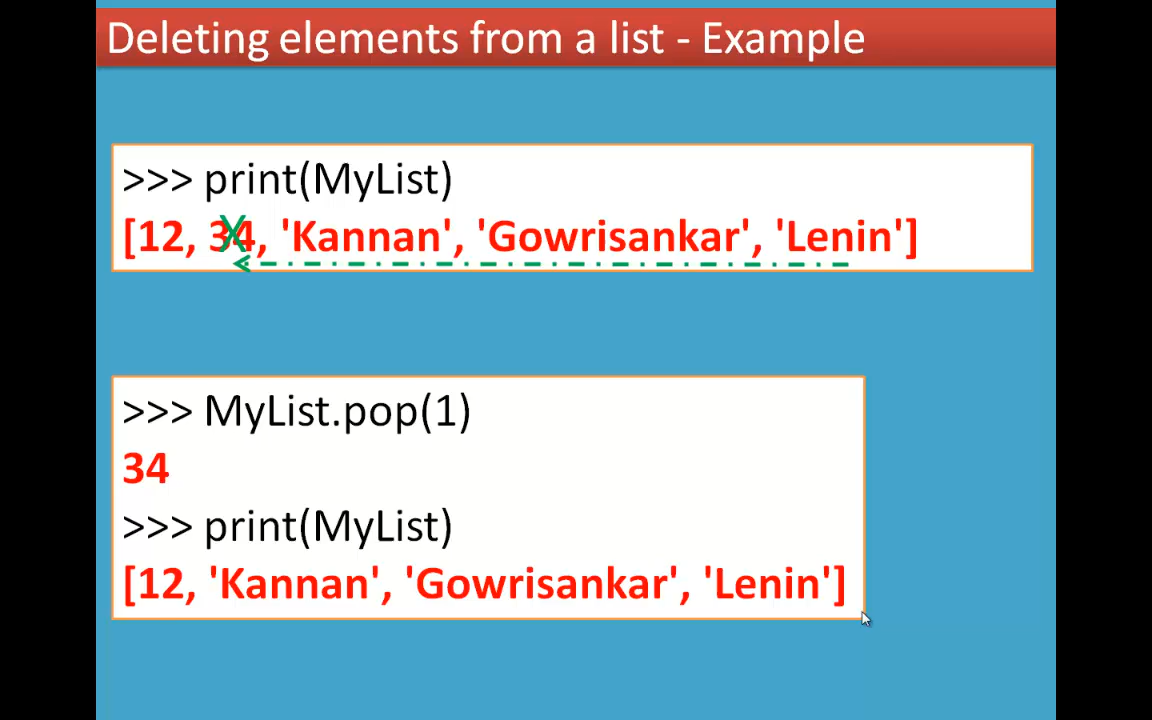 Deleting elements from a list - Example
>>> print(MyList)
[12, 34, 'Kannan', 'Gowrisankar', 'Lenin']
>>> MyList.pop(1)
34
>>> print(MyList)
[12, 'Kannan', 'Gowrisankar', 'Lenin']